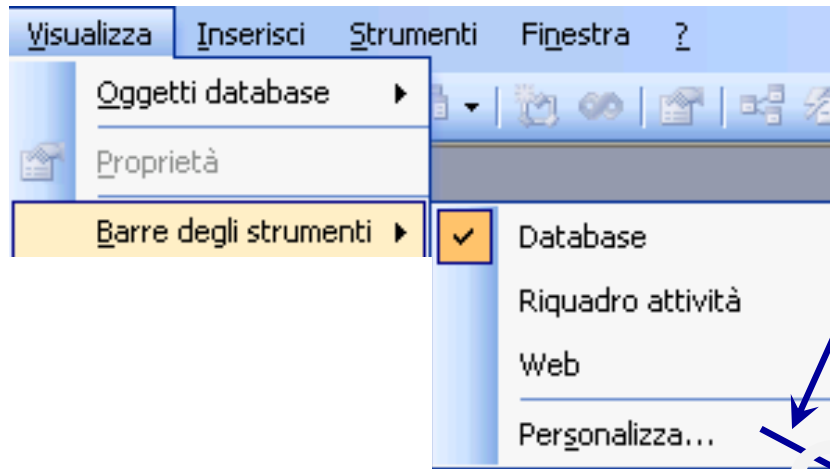 Visualizza Inserisci Strumenti Finestra ?
Oggetti database
Proprietà
Barre degli strumenti
Database
Riquadro attività
Web
Personalizza...